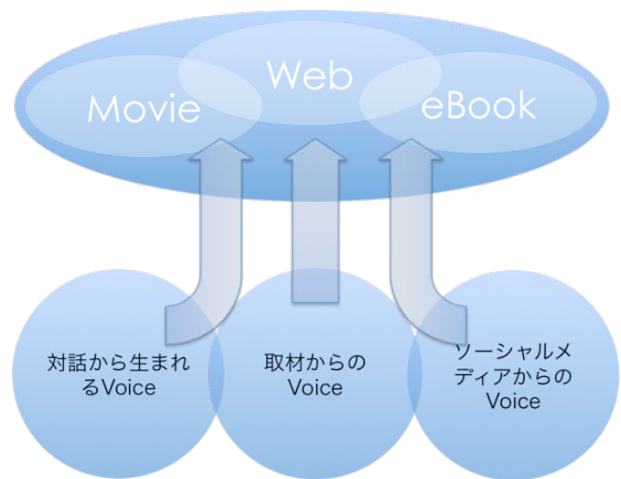 Movie
Web
eBook
対話から生まれ
るVoice
取材からの
Voice
ソーシャルメ
ディアからの
Voice